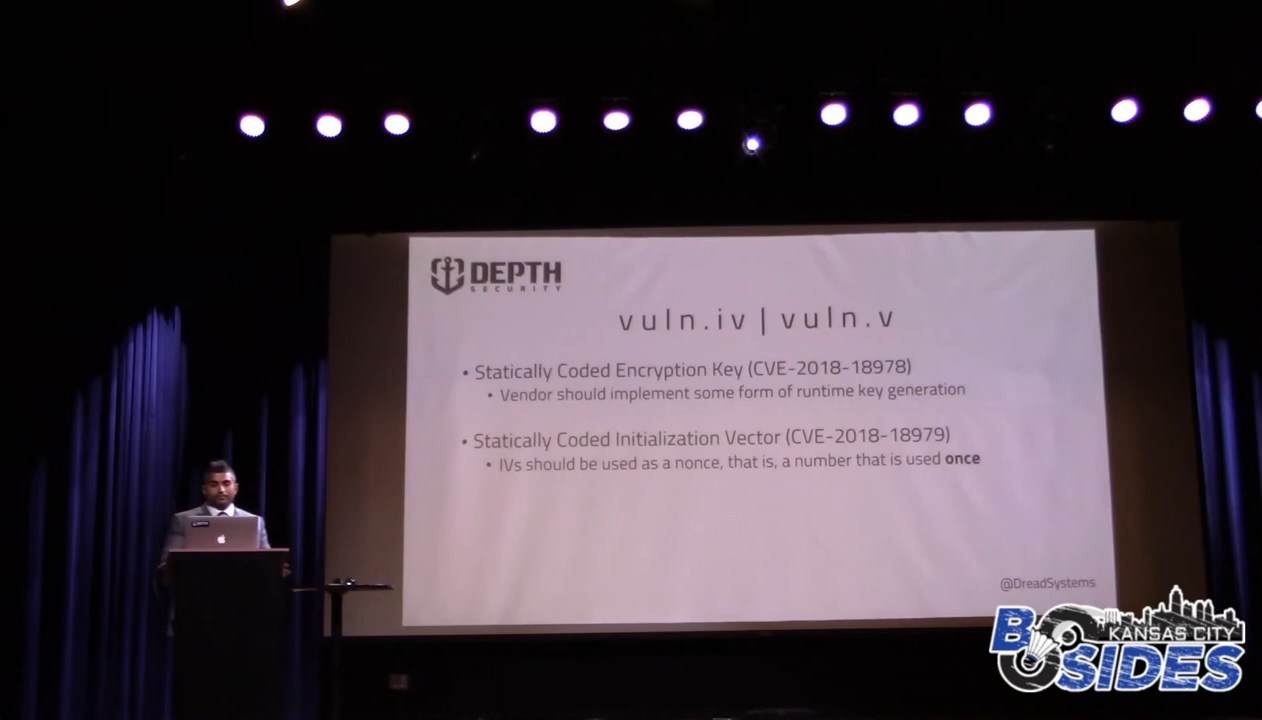 DEPTH
SECURITY
vuln.iv | vuln.v
• Statically Coded Encryption Key (CVE-2018-18978)
• Vendor should implement some form of runtime key generation
• Statically Coded Initialization Vector (CVE-2018-18979)
• IVs should be used as a nonce, that is, a number that is used once
@DreadSystems
KANSAS CITY
BSIDES